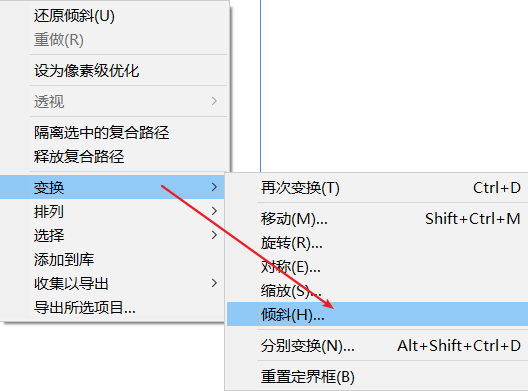 还原倾斜(U)
重做(R)
设为像素级优化
透视
隔离选中的复合路径
释放复合路径
变换
排列
选择
添加到库
收集以导出
导出所选项目...
再次变换(T) Ctrl+D
移动(M)... Shift+Ctrl+M
旋转(R)...
对称(E)...
缩放(S)...
倾斜(H)...
分别变换(N)... Alt+Shift+Ctrl+D
重置定界框(B)